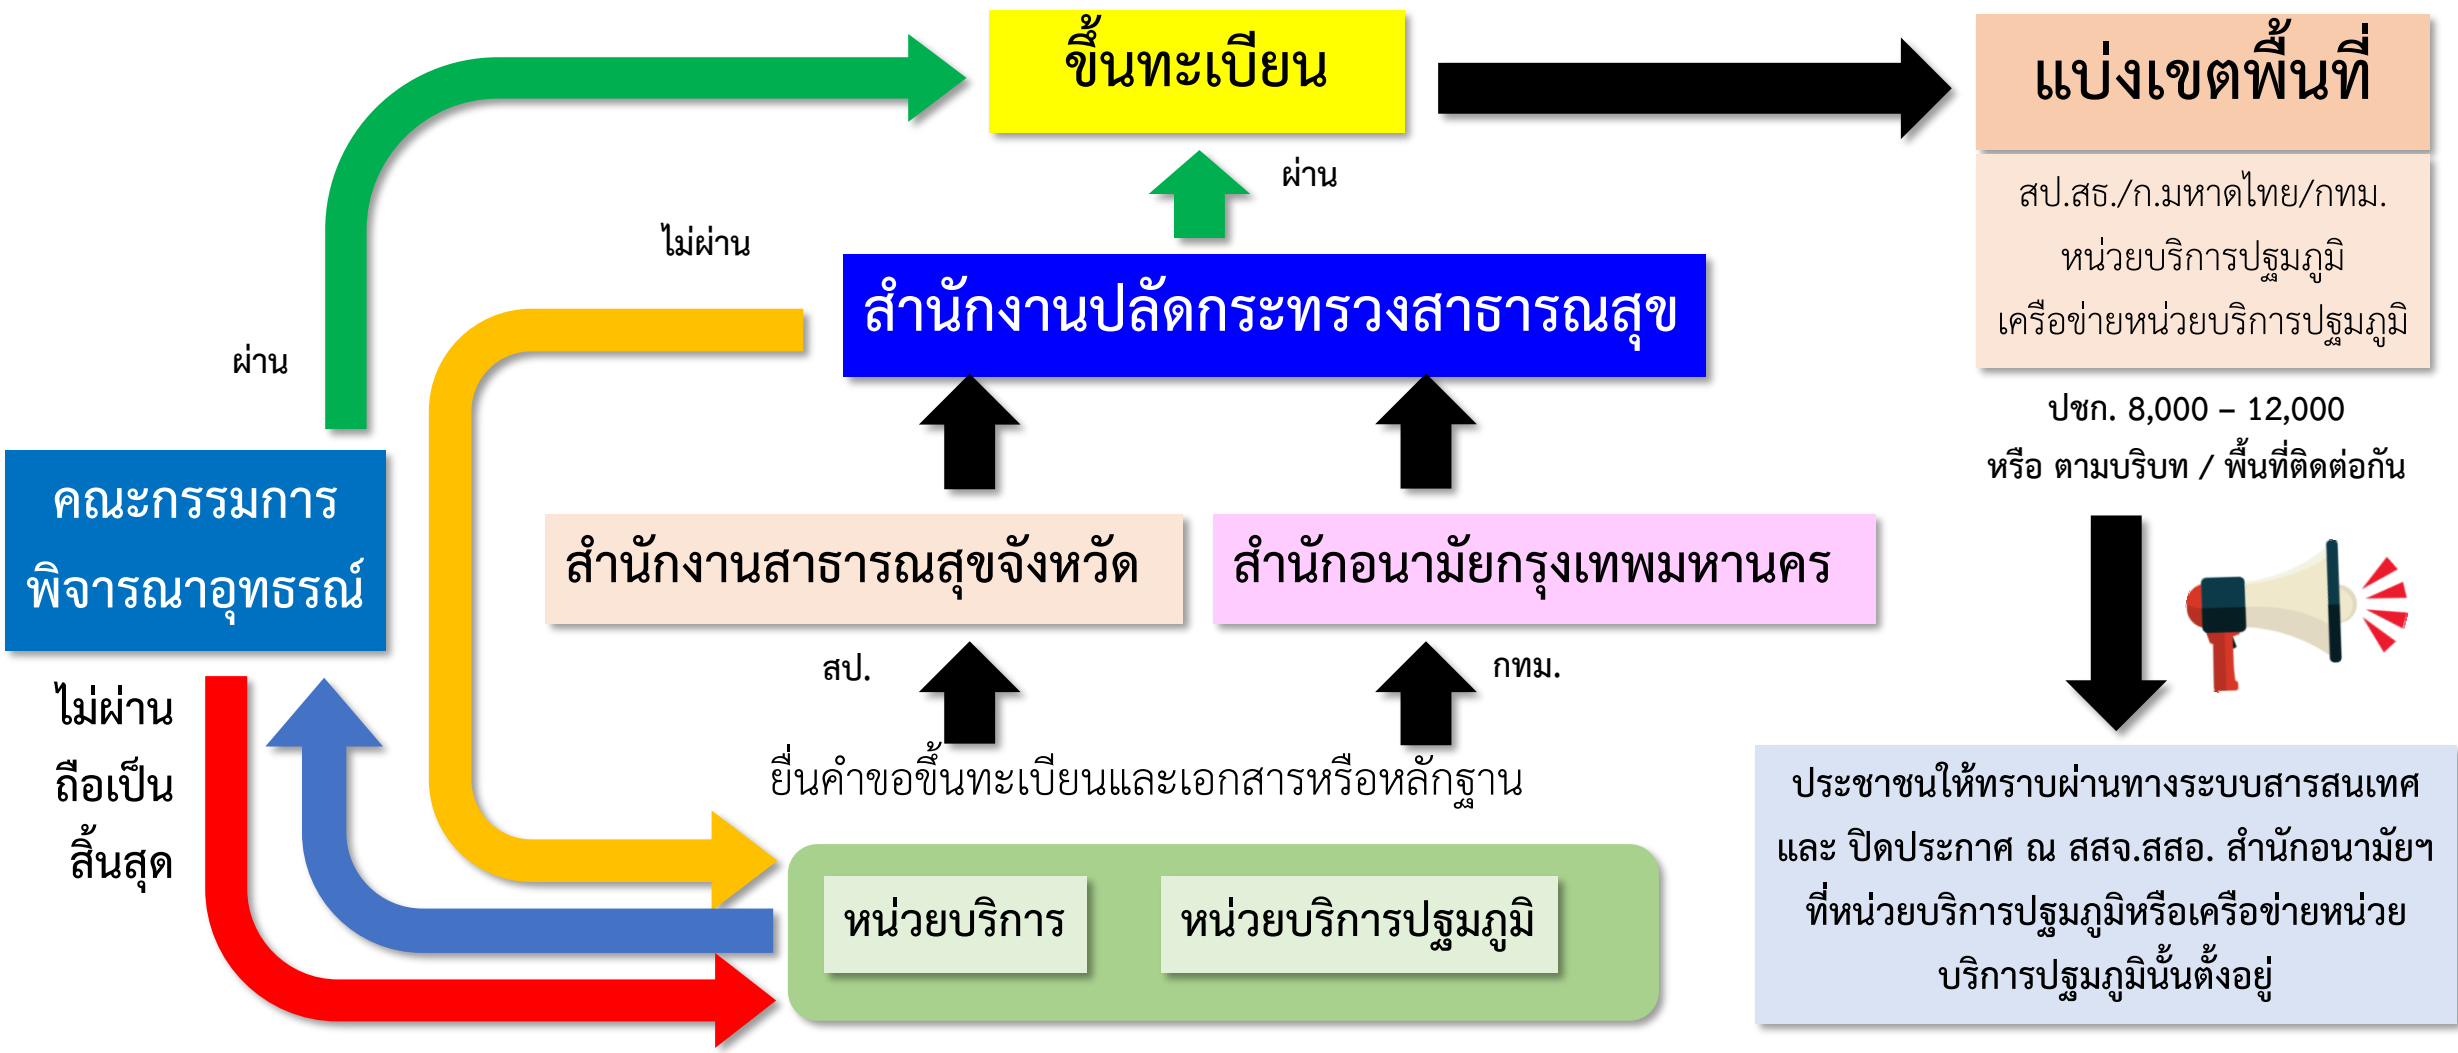 ขึ้นทะเบียน
แบ่งเขตพื้นที่
ผ่าน
สป.สธ./ก.มหาดไทย/กทม.
หน่วยบริการปฐมภูมิ
เครือข่ายหน่วยบริการปฐมภูมิ
ไม่ผ่าน
สำนักงานปลัดกระทรวงสาธารณสุข
ผ่าน
ปชก. 8,000 – 12,000
หรือ ตามบริบท / พื้นที่ติดต่อกัน
คณะกรรมการ
พิจารณาอุทธรณ์
สำนักงานสาธารณสุขจังหวัด
สำนักอนามัยกรุงเทพมหานคร
สป.
กทม.
ไม่ผ่าน
ถือเป็น
สิ้นสุด
ยื่นคำขอขึ้นทะเบียนและเอกสารหรือหลักฐาน
หน่วยบริการ
หน่วยบริการปฐมภูมิ
ประชาชนให้ทราบผ่านทางระบบสารสนเทศ
และ ปิดประกาศ ณ สสจ.สสอ. สำนักอนามัยฯ
ที่หน่วยบริการปฐมภูมิหรือเครือข่ายหน่วย
บริการปฐมภูมินั้นตั้งอยู่